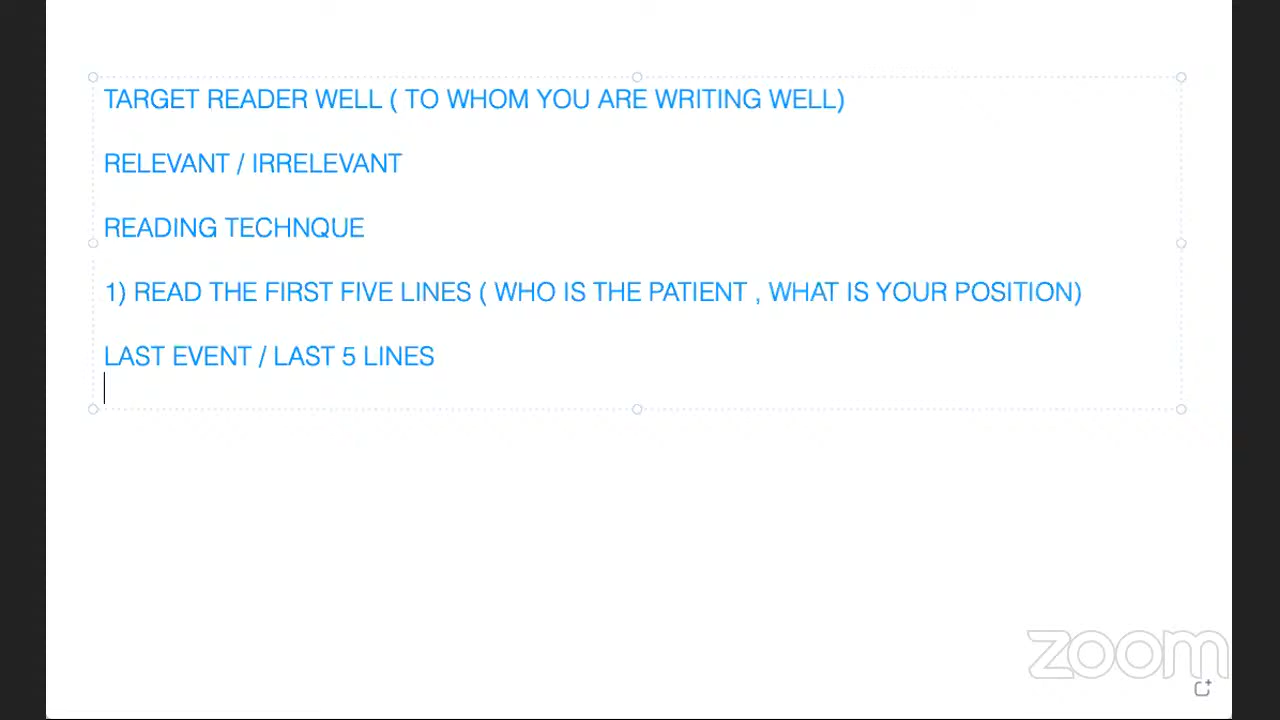 TARGET READER WELL ( TO WHOM YOU ARE WRITING WELL)
RELEVANT / IRRELEVANT
READING TECHNQUE
1) READ THE FIRST FIVE LINES ( WHO IS THE PATIENT , WHAT IS YOUR POSITION)
LAST EVENT / LAST 5 LINES
zoom